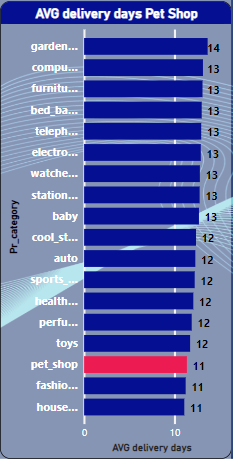 AVG delivery days Pet Shop
garden... 14
compu... 13
furnitu... 13
bed_ba... 13
teleph... 13
electro... 13
watche... 13
station... 13
baby 13
cool_st... 12
auto 12
sports_... 12
health... 12
perfu... 12
toys 12
pet_shop 11
fashio... 11
house... 11
Pr_category
0 10
AVG delivery days